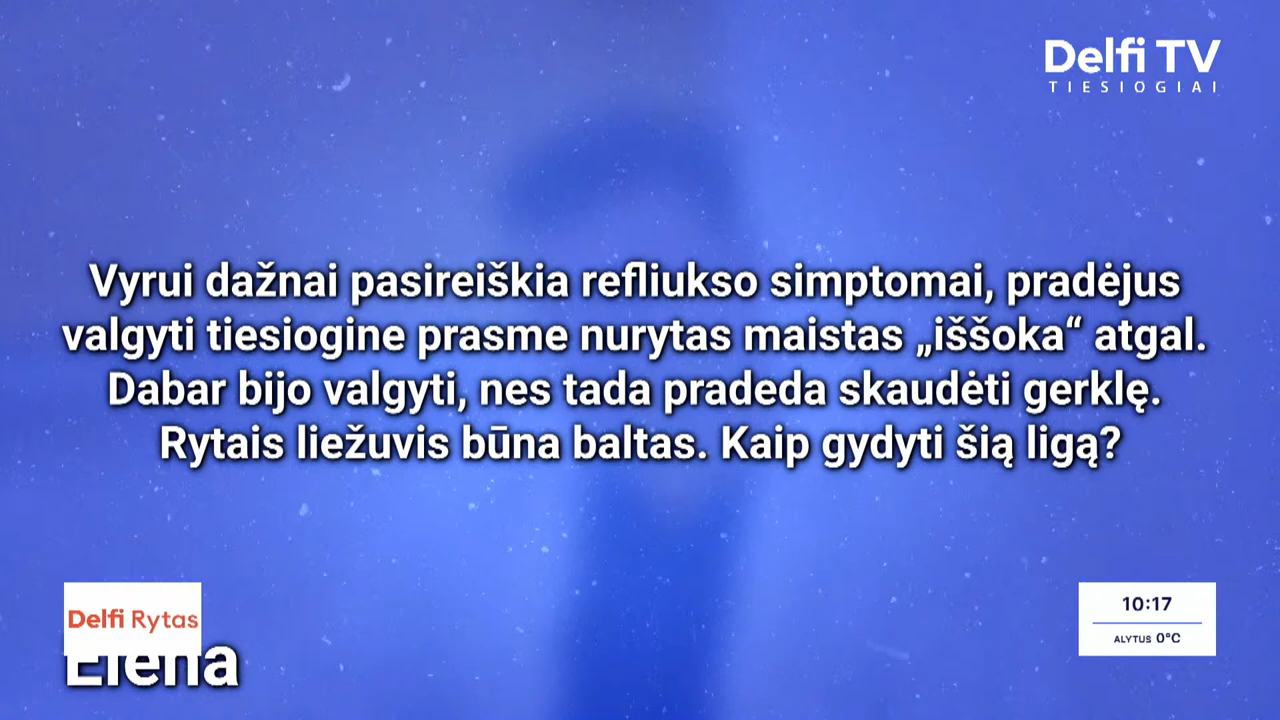 Delfi TV
TIESIOGIAI
Vyrui dažnai pasireiškia refliukso simptomai, pradėjus
valgyti tiesiogine prasme nurytas maistas „iššoka“ atgal.
Dabar bijo valgyti, nes tada pradeda skaudėti gerklę.
Rytais liežuvis būna baltas. Kaip gydyti šią ligą?
Delfi Rytas
Elena
10:17
ALYTUS 0°C